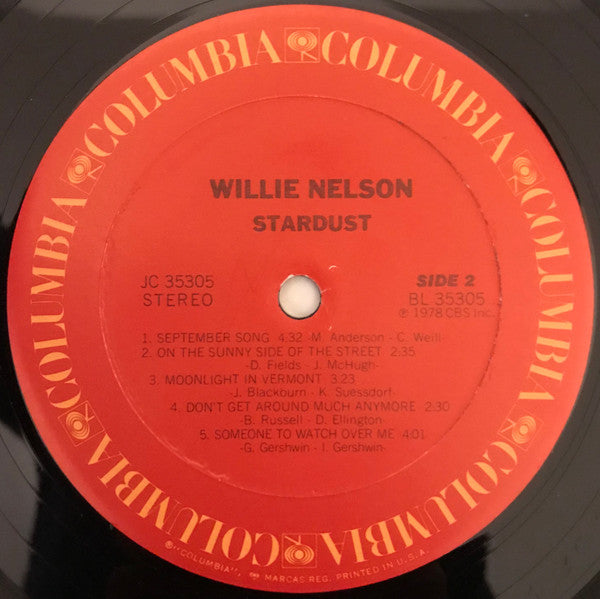 COLUMBIA COLUMBIA COLUMBIA COLUMBIA COLUMBIA COLUMBIA
WILLIE NELSON
STARDUST
JC 35305
STEREO
SIDE 2
BL 35305
℗ 1978 CBS Inc.
1. SEPTEMBER SONG 4:32 -M. Anderson - C. Weill-
2. ON THE SUNNY SIDE OF THE STREET 2:35
-D. Fields - J. McHugh-
3. MOONLIGHT IN VERMONT 3:23
-J. Blackburn - K. Suessdorf-
4. DON'T GET AROUND MUCH ANYMORE 2:30
-B. Russell - D. Ellington-
5. SOMEONE TO WATCH OVER ME 4:01
-G. Gershwin - I. Gershwin-
®"COLUMBIA", MARCAS REG. PRINTED IN U.S.A.